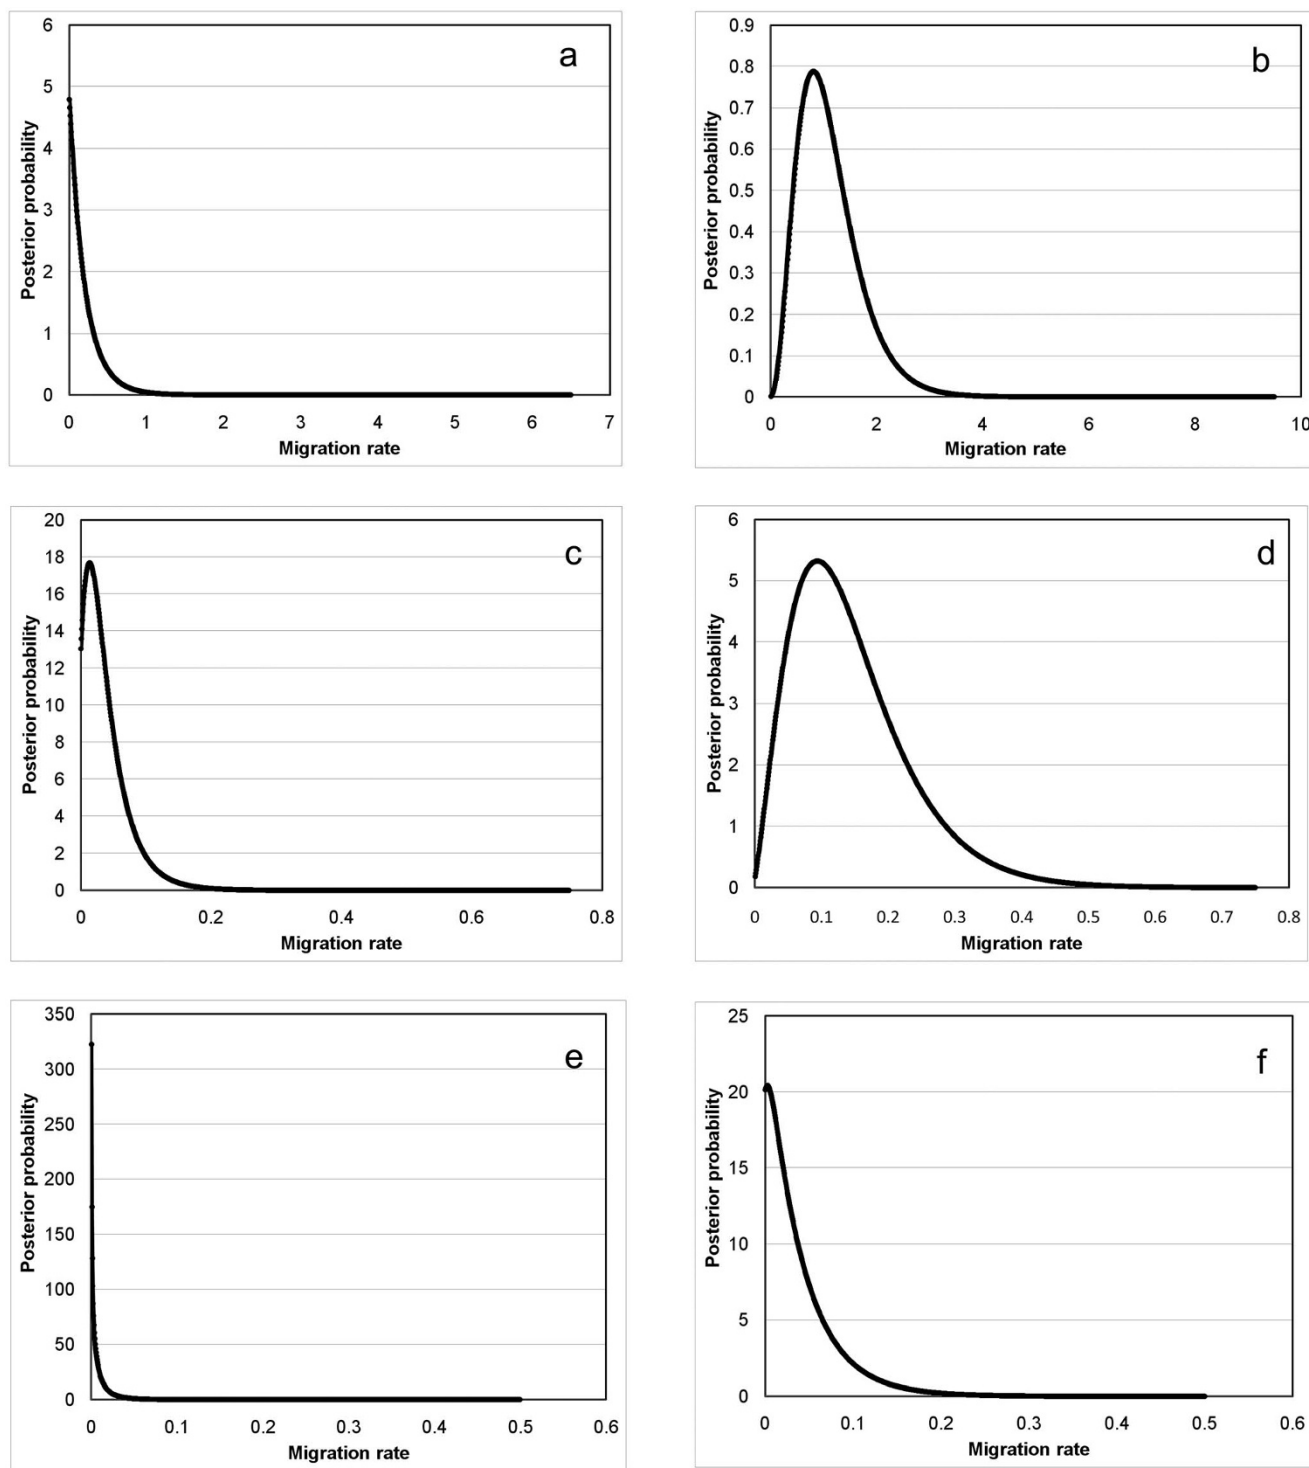 6
5
4
3
2
1
0
Posterior probability
a
0 1 2 3 4 5 6 7
Migration rate
0.9
0.8
0.7
0.6
0.5
0.4
0.3
0.2
0.1
0
Posterior probability
b
0 2 4 6 8 10
Migration rate
20
18
16
14
12
10
8
6
4
2
0
Posterior probability
c
0 0.2 0.4 0.6 0.8
Migration rate
6
5
4
3
2
1
0
Posterior probability
d
0 0.1 0.2 0.3 0.4 0.5 0.6 0.7 0.8
Migration rate
350
300
250
200
150
100
50
0
Posterior probability
e
0 0.1 0.2 0.3 0.4 0.5 0.6
Migration rate
25
20
15
10
5
0
Posterior probability
f
0 0.1 0.2 0.3 0.4 0.5 0.6
Migration rate